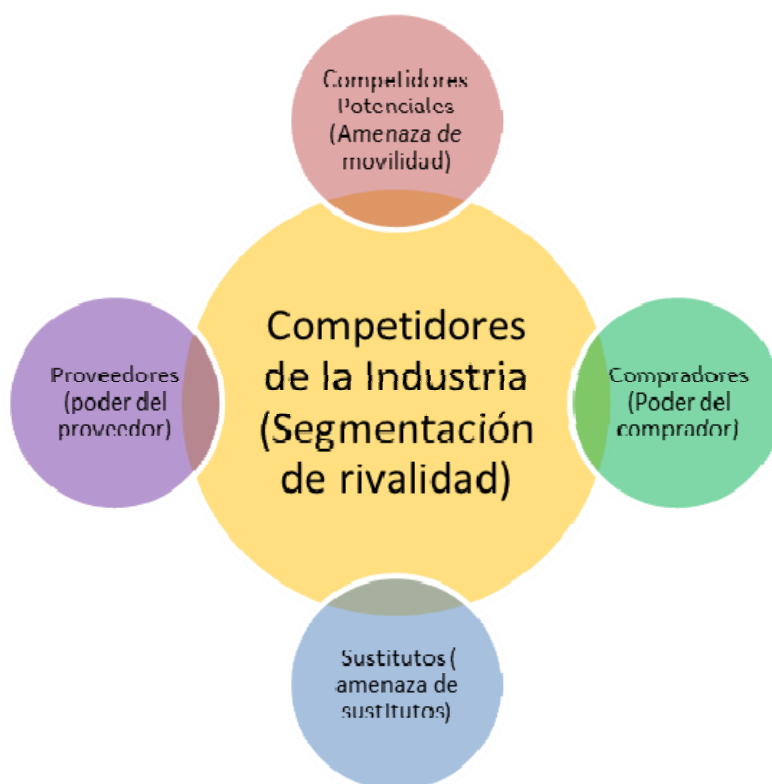 Competidores
Potenciales
(Amenaza de
movilidad)
Competidores
de la Industria
(Segmentación
de rivalidad)
Proveedores
(poder del
proveedor)
Compradores
(Poder del
comprador)
Sustitutos (
amenaza de
sustitutos)